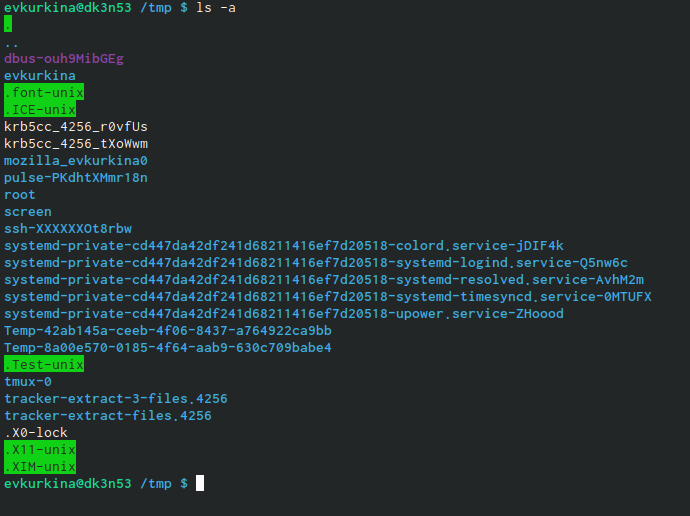 evkurkina@dk3n53 /tmp $ ls -a
.
..
dbus-ouh9MibGEg
evkurkina
.font-unix
.ICE-unix
krb5cc_4256_r0vfUs
krb5cc_4256_tXoWwm
mozilla_evkurkina0
pulse-PKdhtXMmr18n
root
screen
ssh-XXXXXXOt8rbw
systemd-private-cd447da42df241d68211416ef7d20518-colord.service-jDIF4k
systemd-private-cd447da42df241d68211416ef7d20518-systemd-logind.service-Q5nw6c
systemd-private-cd447da42df241d68211416ef7d20518-systemd-resolved.service-AvhM2m
systemd-private-cd447da42df241d68211416ef7d20518-systemd-timesyncd.service-0MTUFX
systemd-private-cd447da42df241d68211416ef7d20518-upower.service-ZHoood
Temp-42ab145a-ceeb-4f06-8437-a764922ca9bb
Temp-8a00e570-0185-4f64-aab9-630c709babe4
.Test-unix
tmux-0
tracker-extract-3-files.4256
tracker-extract-files.4256
.X0-lock
.X11-unix
.XIM-unix
evkurkina@dk3n53 /tmp $